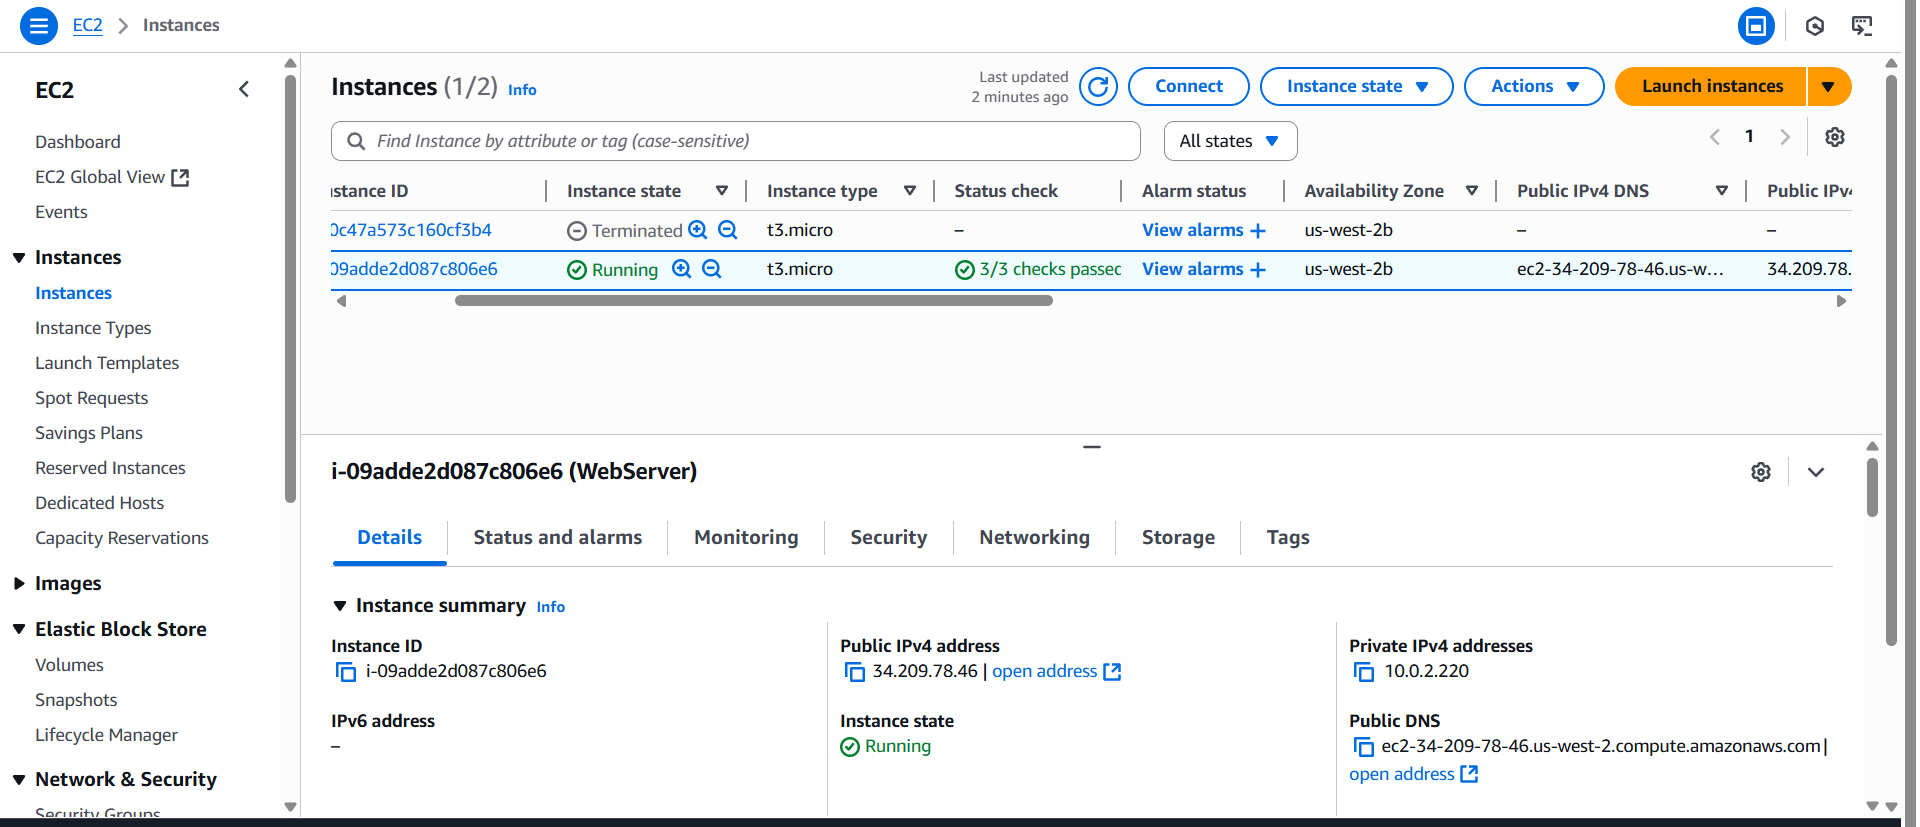 EC2 > Instances
EC2
Dashboard
EC2 Global View
Events
Instances
Instances
Instance Types
Launch Templates
Spot Requests
Savings Plans
Reserved Instances
Dedicated Hosts
Capacity Reservations
Images
Elastic Block Store
Volumes
Snapshots
Lifecycle Manager
Network & Security
Security Groups
Instances (1/2) Info
Last updated
2 minutes ago
Connect
Instance state
Actions
Launch instances
Find Instance by attribute or tag (case-sensitive)
All states
1
nstance ID Instance state Instance type Status check Alarm status Availability Zone Public IPv4 DNS Public IPv4
0c47a573c160cf3b4 Terminated t3.micro – View alarms + us-west-2b – –
09adde2d087c806e6 Running t3.micro 3/3 checks passed View alarms + us-west-2b ec2-34-209-78-46.us-w... 34.209.78.
i-09adde2d087c806e6 (WebServer)
Details Status and alarms Monitoring Security Networking Storage Tags
Instance summary Info
Instance ID
i-09adde2d087c806e6
Public IPv4 address
34.209.78.46 | open address
Private IPv4 addresses
10.0.2.220
IPv6 address
–
Instance state
Running
Public DNS
ec2-34-209-78-46.us-west-2.compute.amazonaws.com |
open address